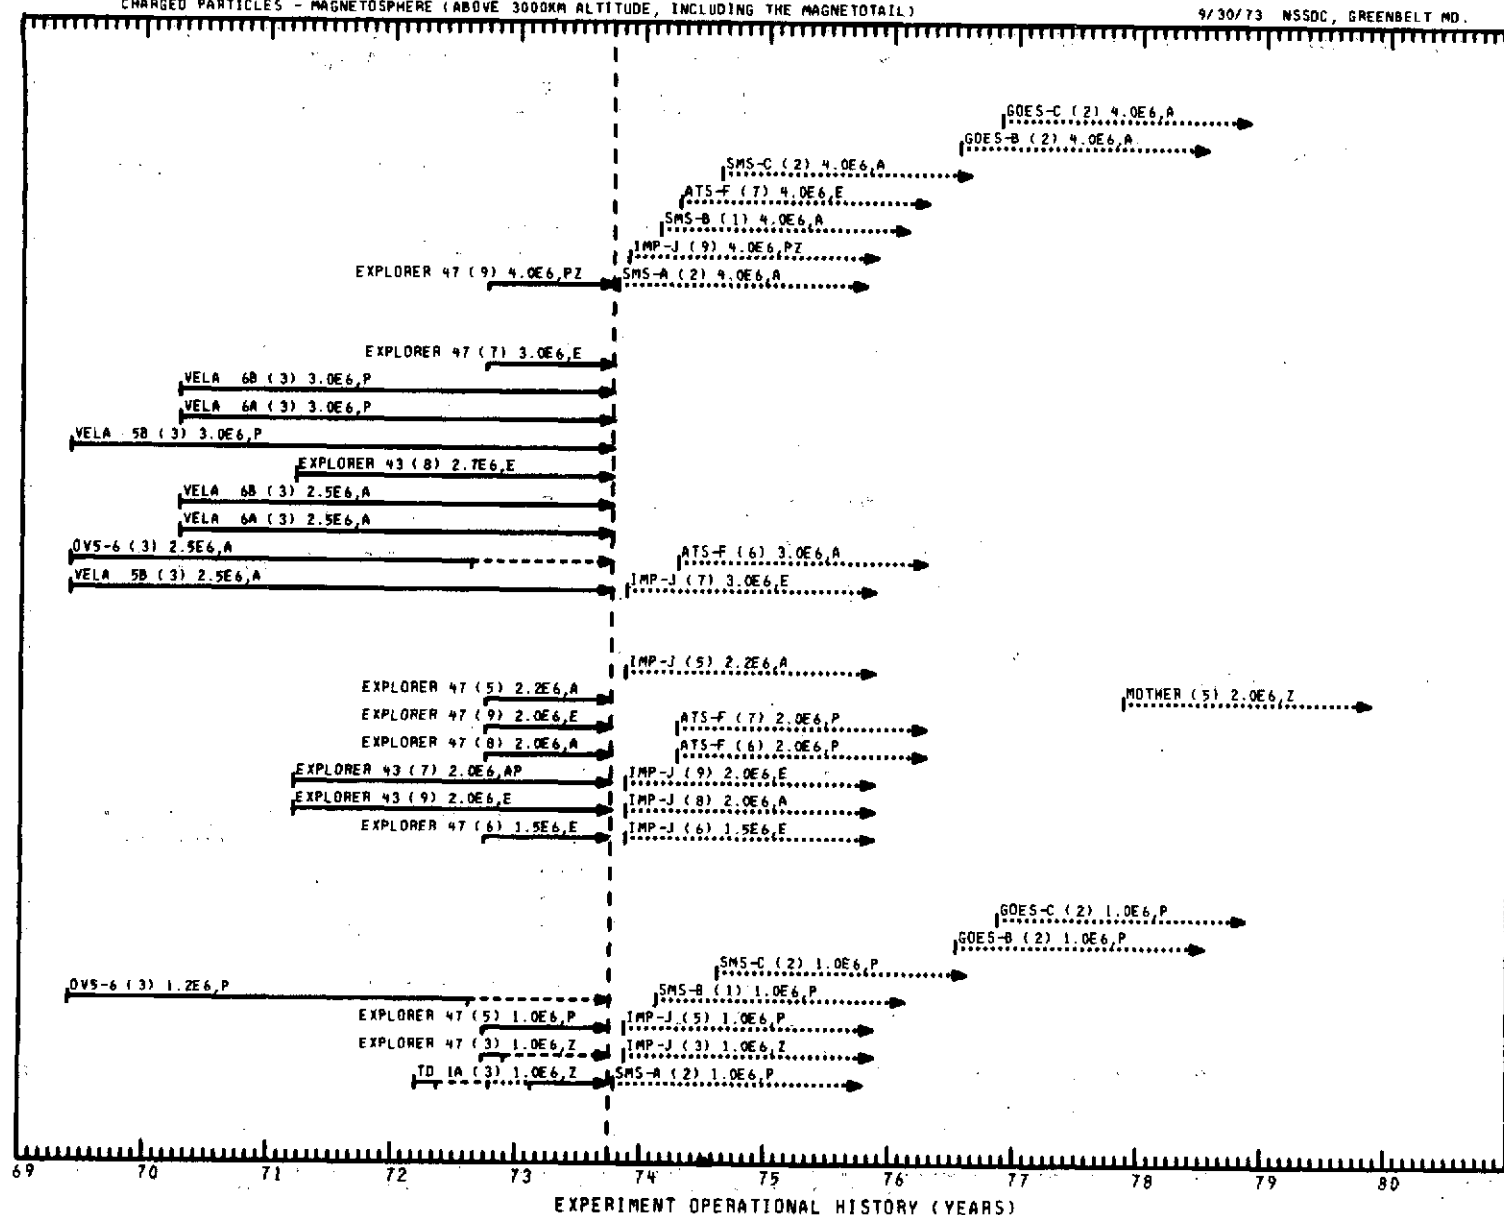 CHARGED PARTICLES - MAGNETOSPHERE (ABOVE 3000KM ALTITUDE, INCLUDING THE MAGNETOTAIL)
9/30/73 NSSDC, GREENBELT MD.
GOES-C (2) 4.0E6,A
GOES-B (2) 4.0E6,A
SMS-C (2) 4.0E6,A
ATS-F (7) 4.0E6,E
SMS-B (1) 4.0E6,A
IMP-J (9) 4.0E6,PZ
EXPLORER 47 (9) 4.0E6,PZ
SMS-A (2) 4.0E6,A
EXPLORER 47 (7) 3.0E6,E
VELA 6B (3) 3.0E6,P
VELA 6A (3) 3.0E6,P
VELA 5B (3) 3.0E6,P
EXPLORER 43 (8) 2.7E6,E
VELA 6B (3) 2.5E6,A
VELA 6A (3) 2.5E6,A
OV5-6 (3) 2.5E6,A
ATS-F (6) 3.0E6,A
VELA 5B (3) 2.5E6,A
IMP-J (7) 3.0E6,E
IMP-J (5) 2.2E6,A
EXPLORER 47 (5) 2.2E6,A
MOTHER (5) 2.0E6,Z
EXPLORER 47 (9) 2.0E6,E
ATS-F (7) 2.0E6,P
EXPLORER 47 (8) 2.0E6,A
ATS-F (6) 2.0E6,P
EXPLORER 43 (7) 2.0E6,AP
IMP-J (9) 2.0E6,E
EXPLORER 43 (9) 2.0E6,E
IMP-J (8) 2.0E6,A
EXPLORER 47 (6) 1.5E6,E
IMP-J (6) 1.5E6,E
GOES-C (2) 1.0E6,P
GOES-B (2) 1.0E6,P
SMS-C (2) 1.0E6,P
OV5-6 (3) 1.2E6,P
SMS-B (1) 1.0E6,P
EXPLORER 47 (5) 1.0E6,P
IMP-J (5) 1.0E6,P
EXPLORER 47 (3) 1.0E6,Z
IMP-J (3) 1.0E6,Z
TD 1A (3) 1.0E6,Z
SMS-A (2) 1.0E6,P
69 70 71 72 73 74 75 76 77 78 79 80
EXPERIMENT OPERATIONAL HISTORY (YEARS)